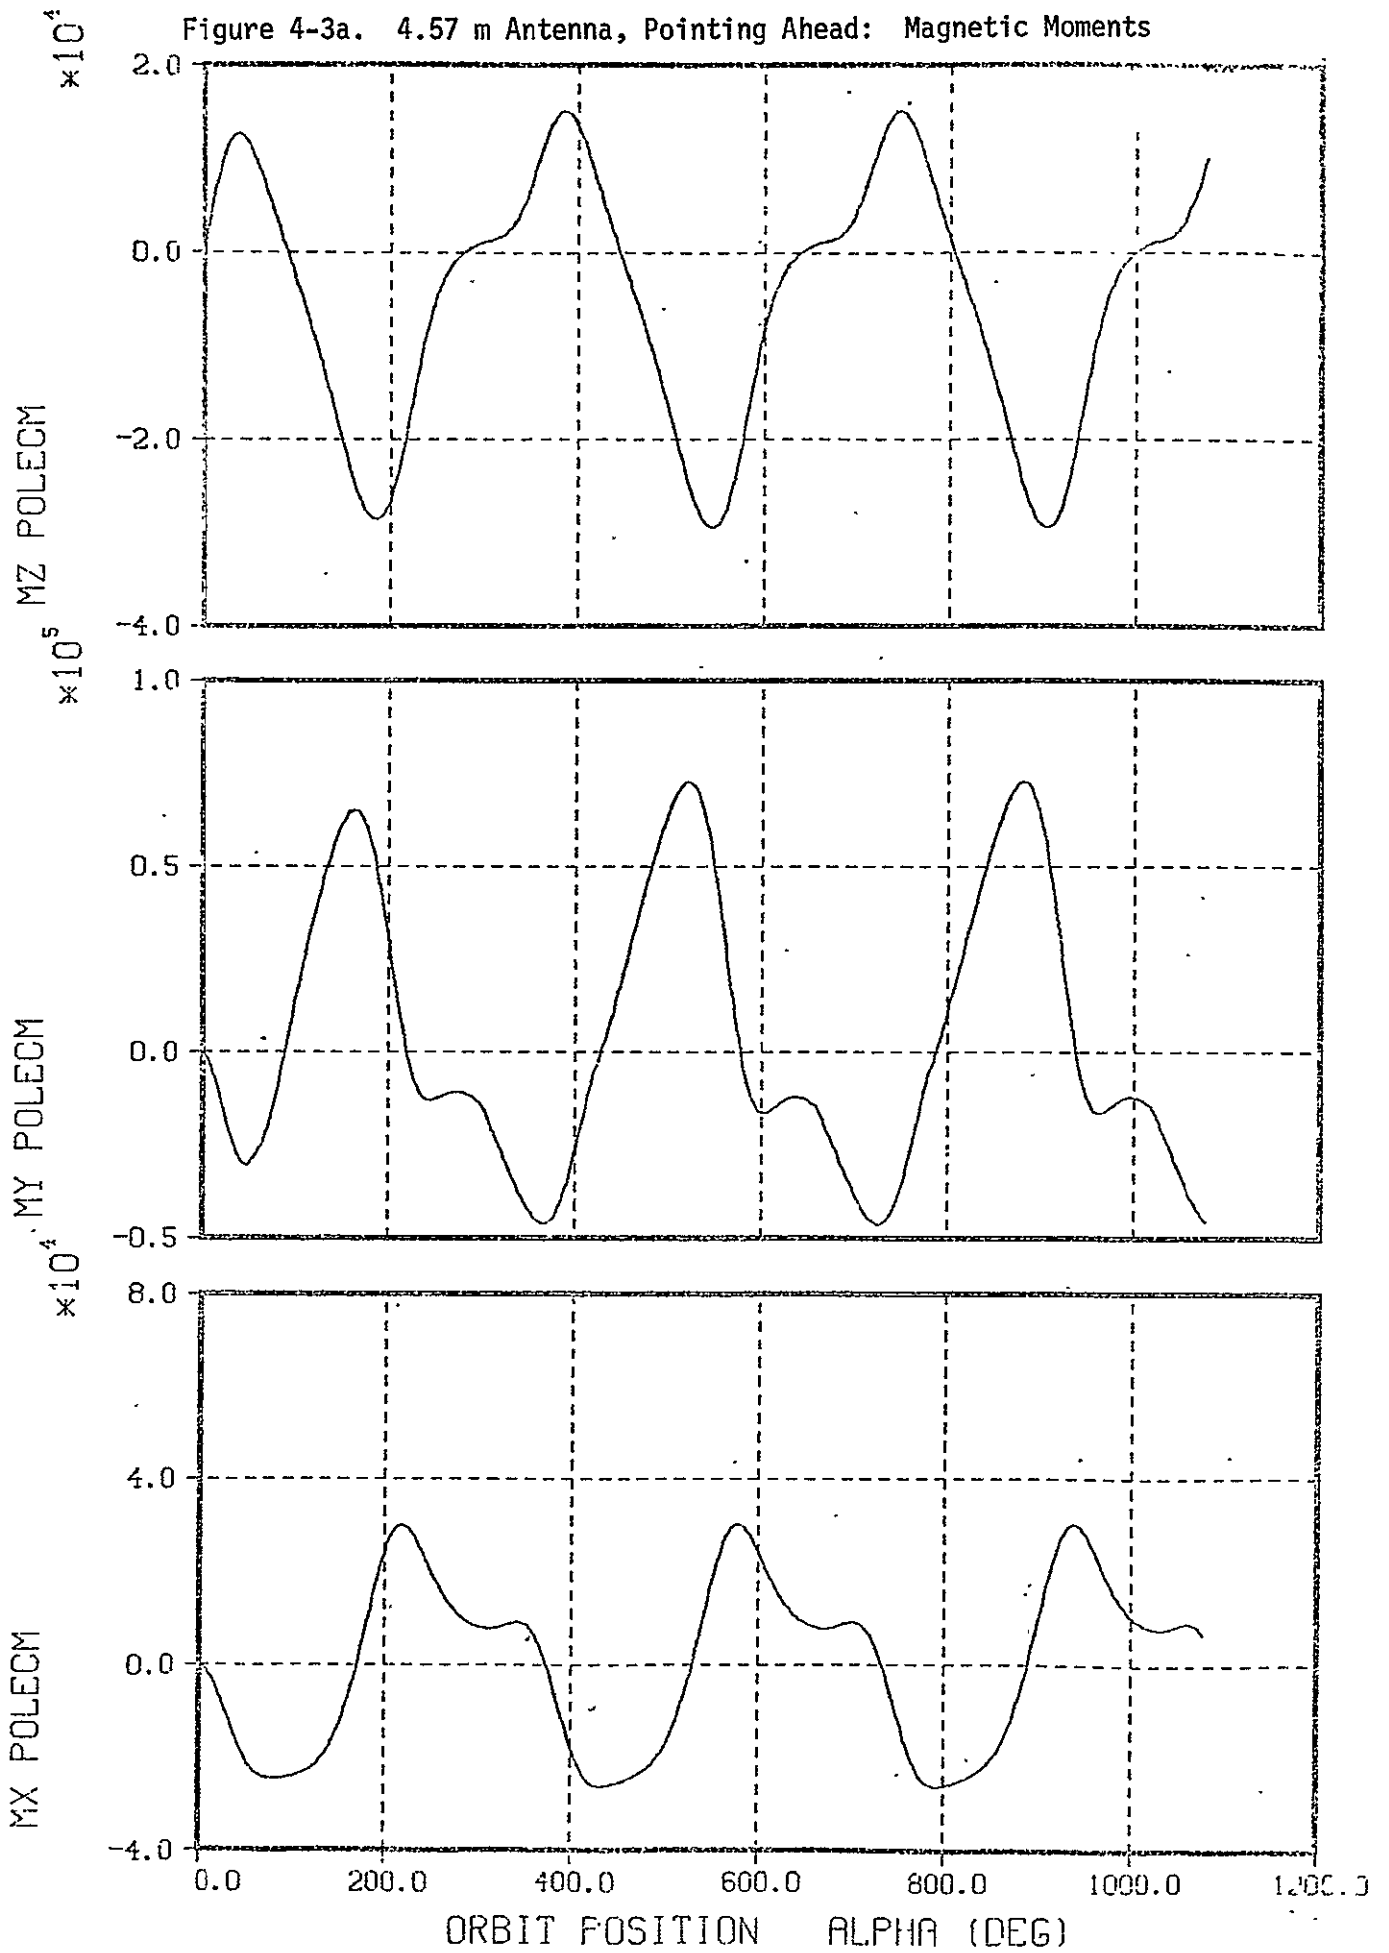 Figure 4-3a. 4.57 m Antenna, Pointing Ahead: Magnetic Moments
*10⁴
2.0
0.0
-2.0
-4.0
MZ POLECM
*10⁵
1.0
0.5
0.0
-0.5
MY POLECM
*10⁴
8.0
4.0
0.0
-4.0
MX POLECM
0.0 200.0 400.0 600.0 800.0 1000.0 1200.0
ORBIT POSITION ALPHA (DEG)